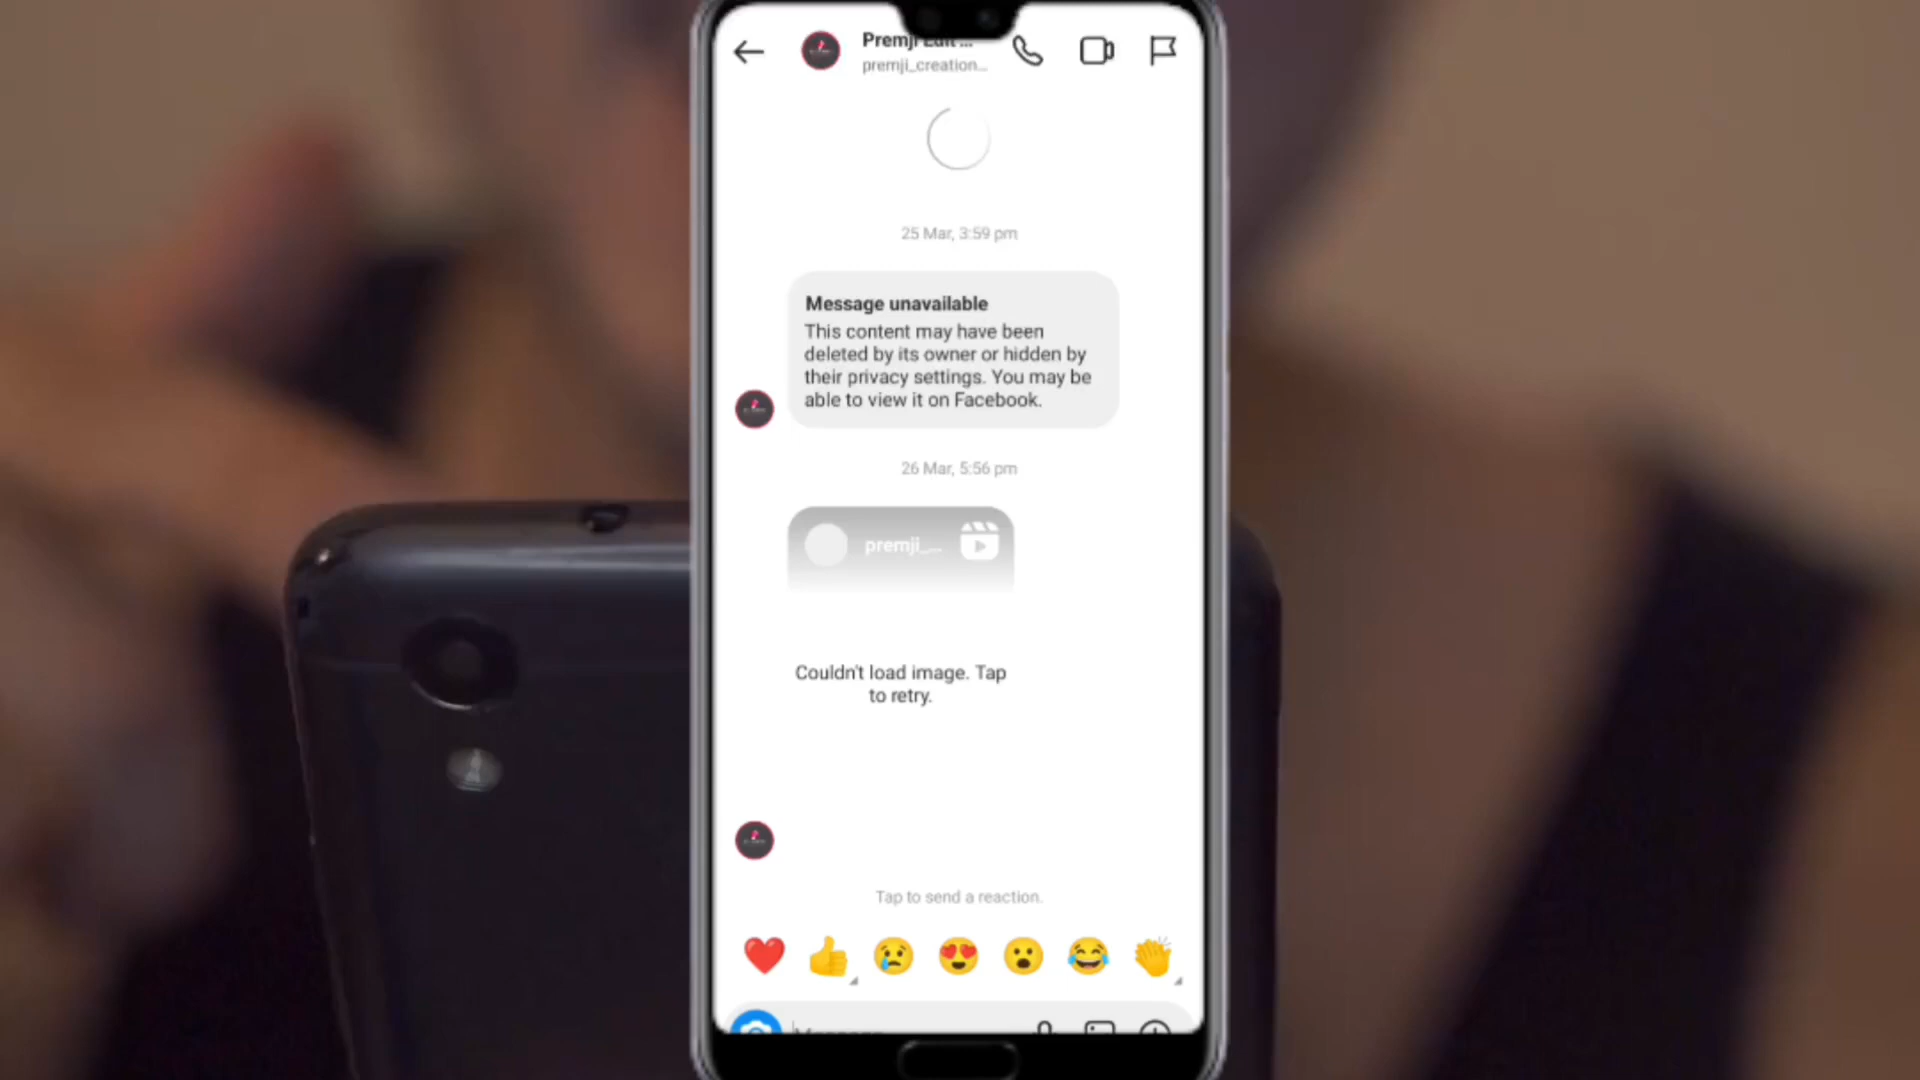 Premji Edit ...
premji_creation...
25 Mar, 3:59 pm
Message unavailable
This content may have been
deleted by its owner or hidden by
their privacy settings. You may be
able to view it on Facebook.
26 Mar, 5:56 pm
premji_...
Couldn't load image. Tap
to retry.
Tap to send a reaction.